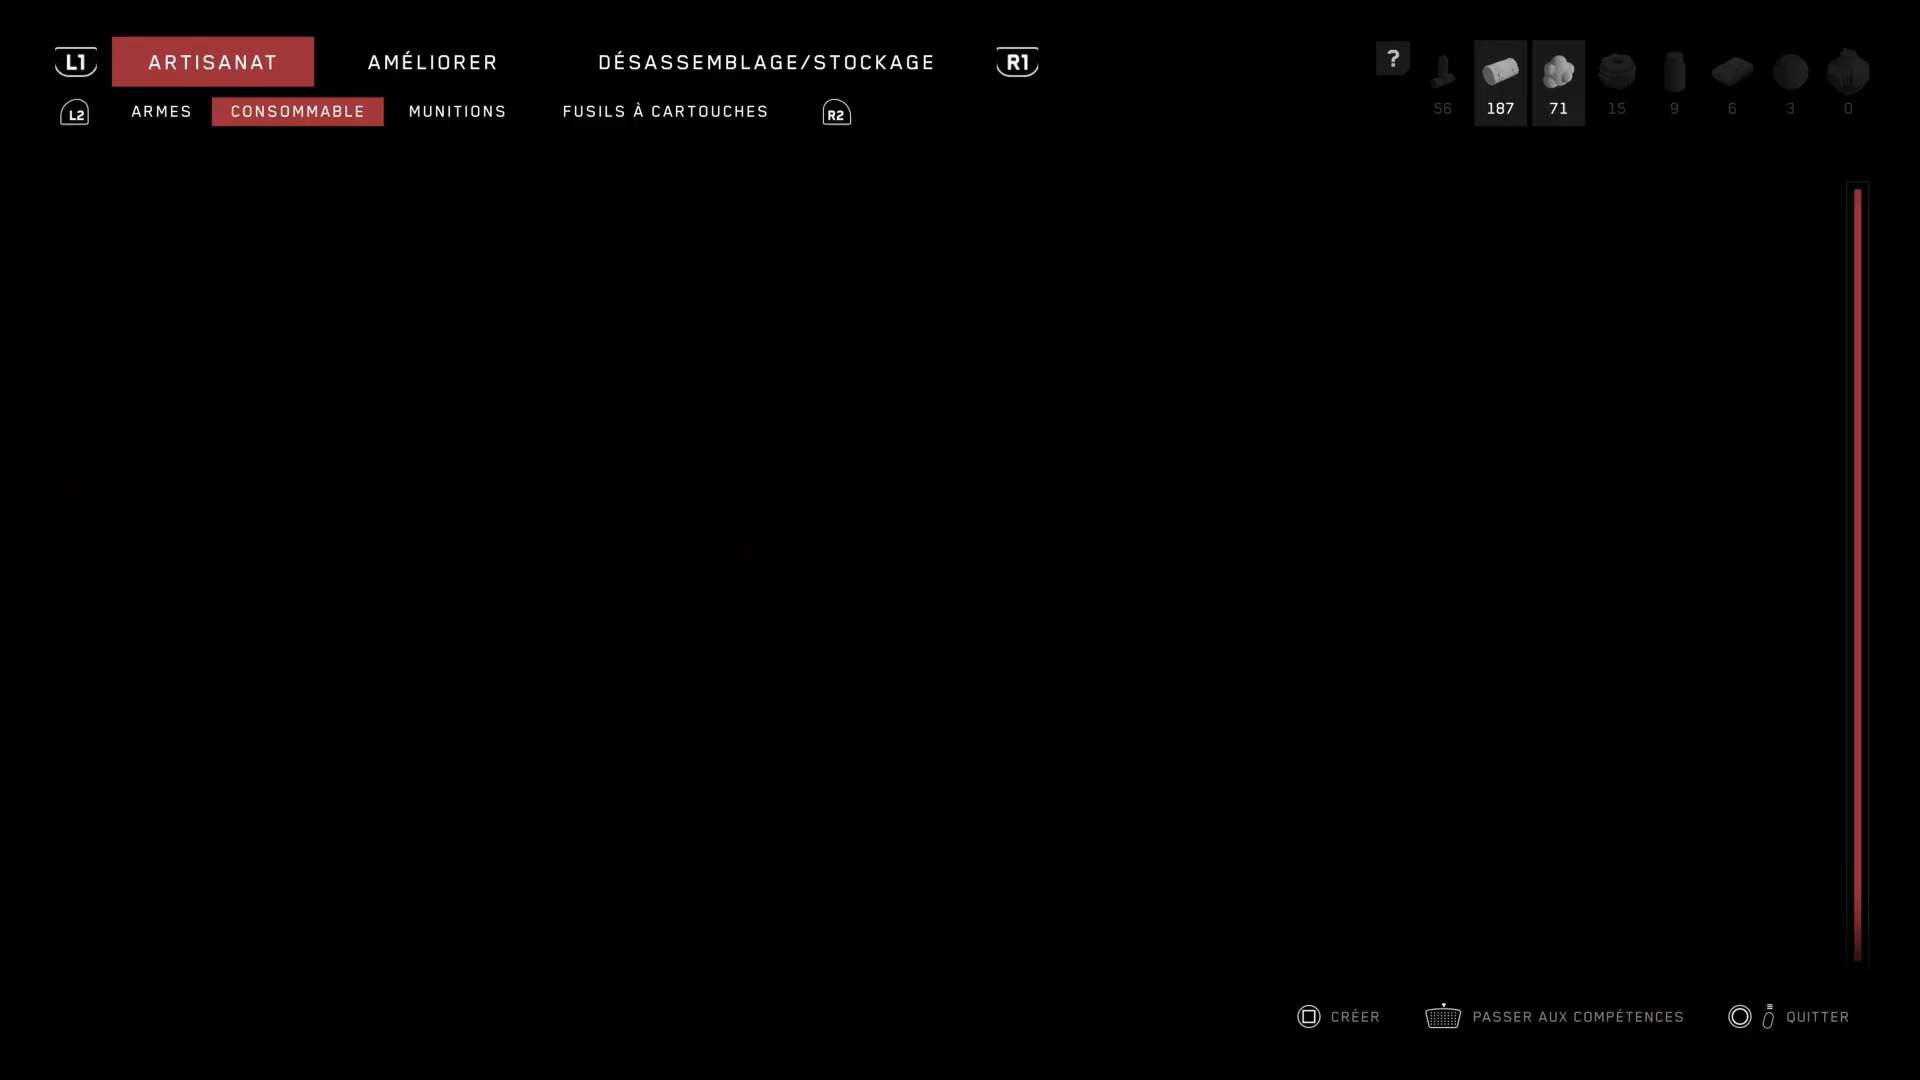 L1 ARTISANAT AMÉLIORER DÉSASSEMBLAGE/STOCKAGE R1 ?
L2 ARMES CONSOMMABLE MUNITIONS FUSILS À CARTOUCHES R2
56 187 71 15 9 6 3 0
CRÉER PASSER AUX COMPÉTENCES QUITTER